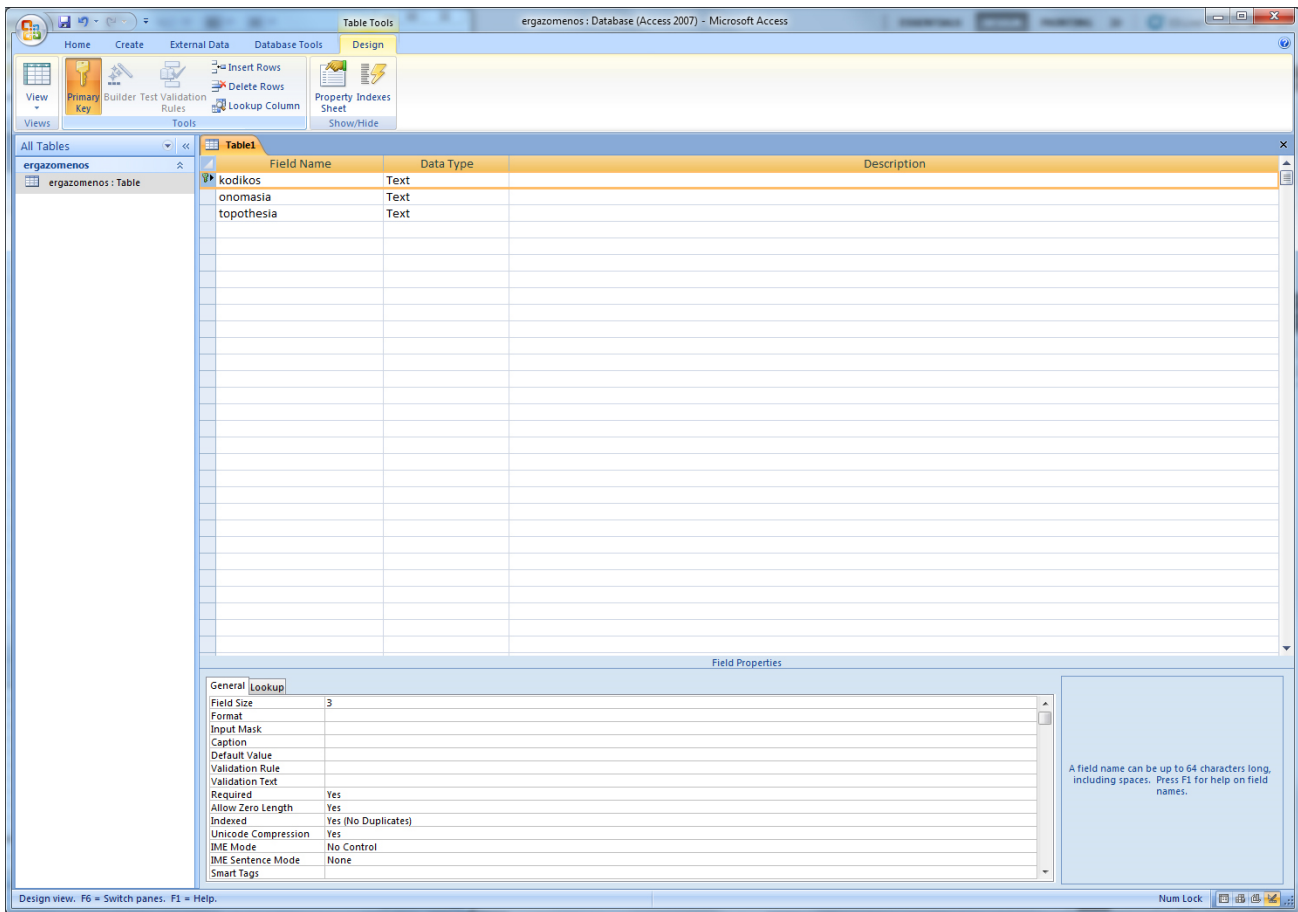 Table Tools
ergazomenos : Database (Access 2007) - Microsoft Access
Home Create External Data Database Tools Design
View
Primary Key
Builder
Test Validation Rules
Insert Rows
Delete Rows
Lookup Column
Property Sheet
Indexes
Views Tools Show/Hide
All Tables
ergazomenos
ergazomenos : Table
Table1
Field Name Data Type Description
kodikos Text
onomasia Text
topothesia Text
Field Properties
General Lookup
Field Size 3
Format
Input Mask
Caption
Default Value
Validation Rule
Validation Text
Required Yes
Allow Zero Length Yes
Indexed Yes (No Duplicates)
Unicode Compression Yes
IME Mode No Control
IME Sentence Mode None
Smart Tags
A field name can be up to 64 characters long,
including spaces. Press F1 for help on field
names.
Design view. F6 = Switch panes. F1 = Help.
Num Lock